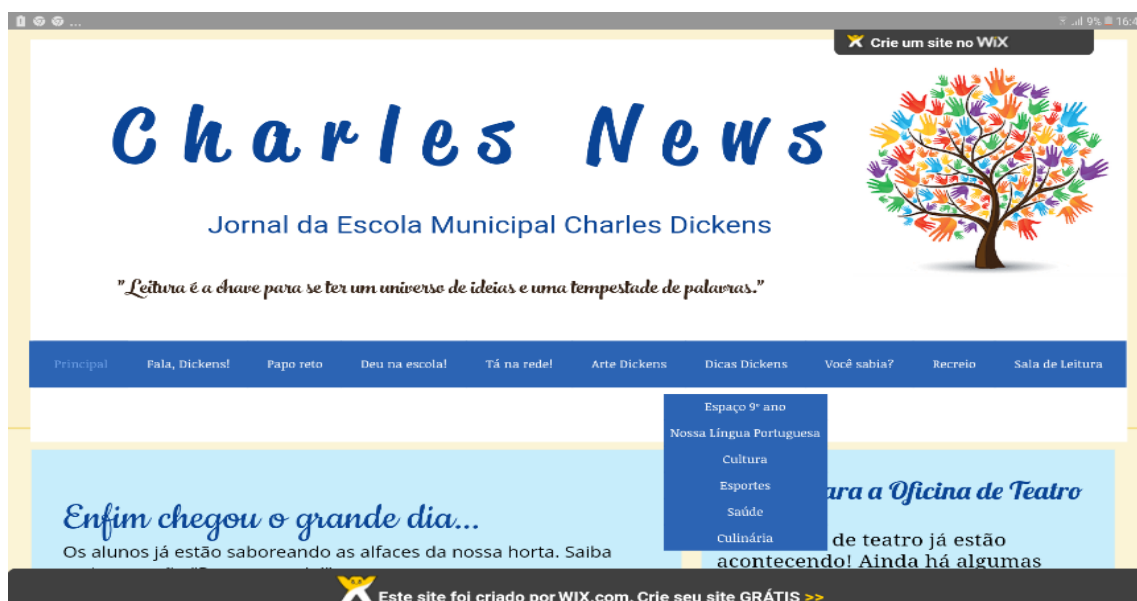 ... 9% 16:4
Crie um site no WiX
Charles News
Jornal da Escola Municipal Charles Dickens
"Leitura é a chave para se ter um universo de ideias e uma tempestade de palavras."
Principal Fala, Dickens! Papo reto Deu na escola! Tá na rede! Arte Dickens Dicas Dickens Você sabia? Recreio Sala de Leitura
Espaço 9º ano
Nossa Língua Portuguesa
Cultura
Esportes
Saúde
Culinária
Enfim chegou o grande dia...
Os alunos já estão saboreando as alfaces da nossa horta. Saiba
ara a Oficina de Teatro
de teatro já estão
acontecendo! Ainda há algumas
Este site foi criado por WIX.com. Crie seu site GRÁTIS >>